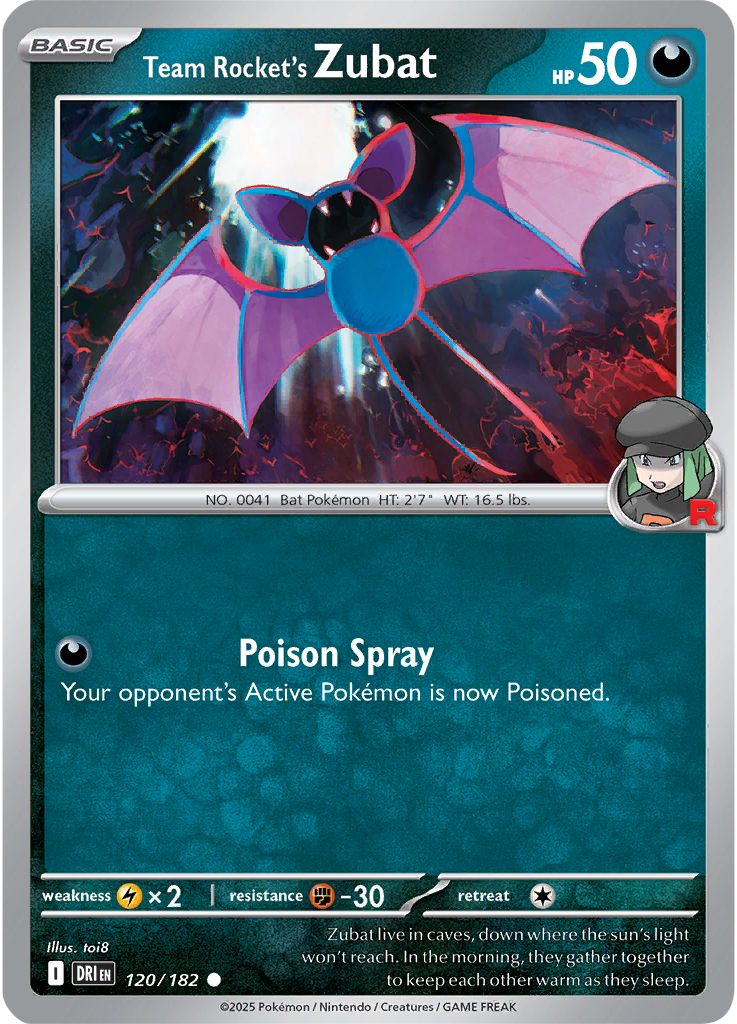 BASIC
Team Rocket's Zubat
HP 50
NO. 0041 Bat Pokémon HT: 2'7" WT: 16.5 lbs.
R
Poison Spray
Your opponent's Active Pokémon is now Poisoned.
weakness ×2 resistance -30 retreat
Illus. toi8
Zubat live in caves, down where the sun's light
won't reach. In the morning, they gather together
to keep each other warm as they sleep.
I DRI EN 120/182
©2025 Pokémon / Nintendo / Creatures / GAME FREAK